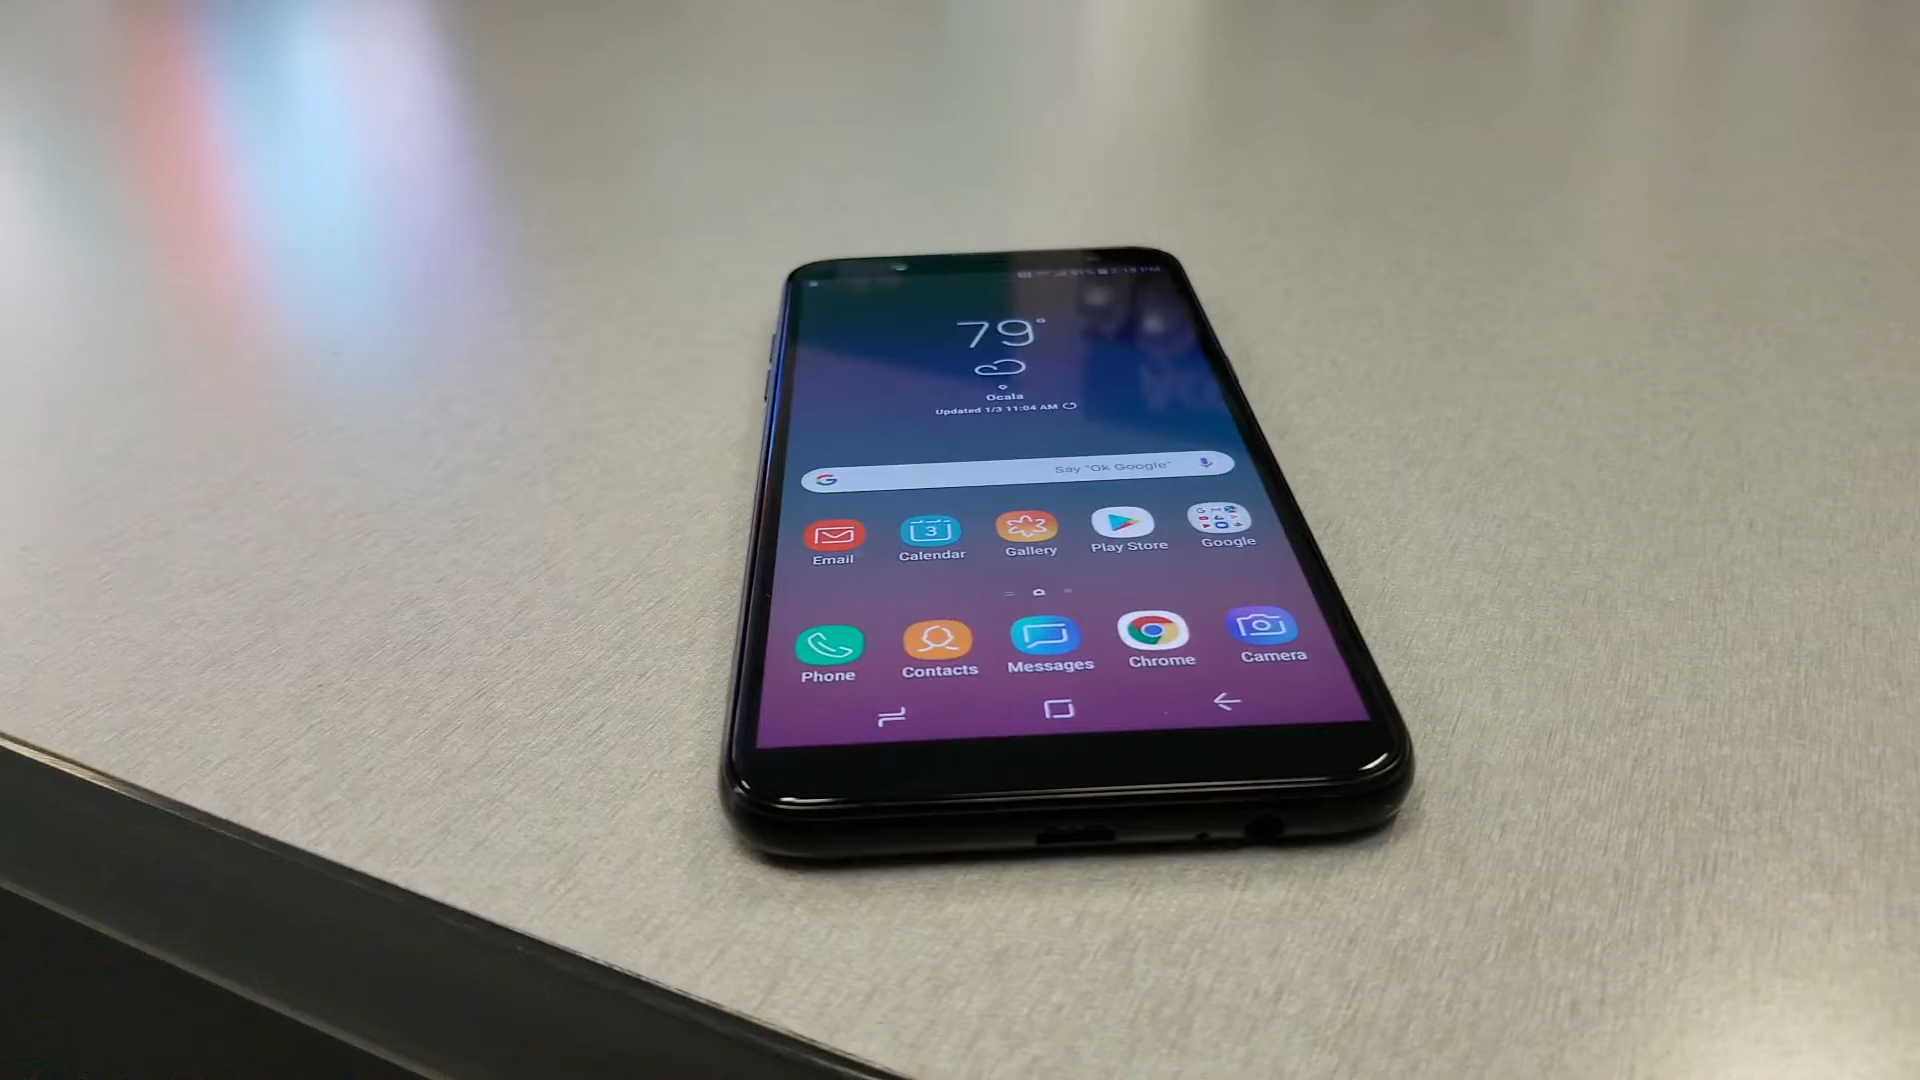 79°
Ocala
Updated 1/3 11:04 AM
Say "Ok Google"
3
Email
Calendar
Gallery
Play Store
Google
Phone
Contacts
Messages
Chrome
Camera